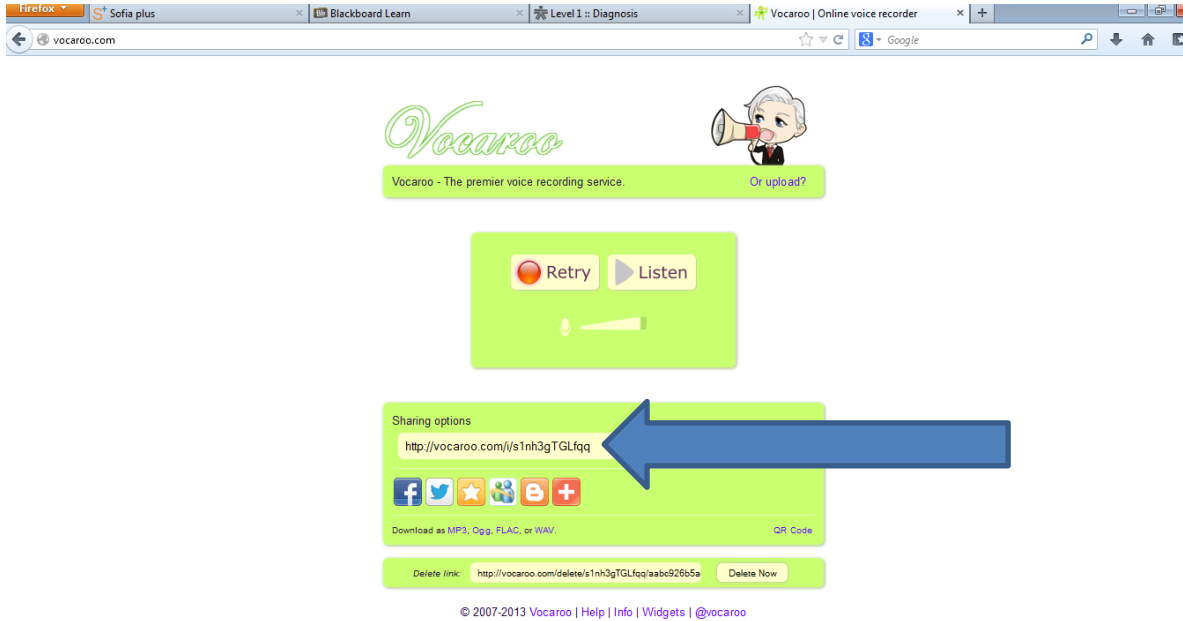 Firefox
S+ Sofia plus
Bb Blackboard Learn
Level 1 :: Diagnosis
Vocaroo | Online voice recorder
vocaroo.com
8 Google
Vocaroo
Vocaroo - The premier voice recording service.
Or upload?
Retry
Listen
Sharing options
http://vocaroo.com/i/s1nh3gTGLfqq
Download as MP3, Ogg, FLAC, or WAV.
QR Code
Delete link:
http://vocaroo.com/delete/s1nh3gTGLfqq/aabc926b5a
Delete Now
© 2007-2013 Vocaroo | Help | Info | Widgets | @vocaroo